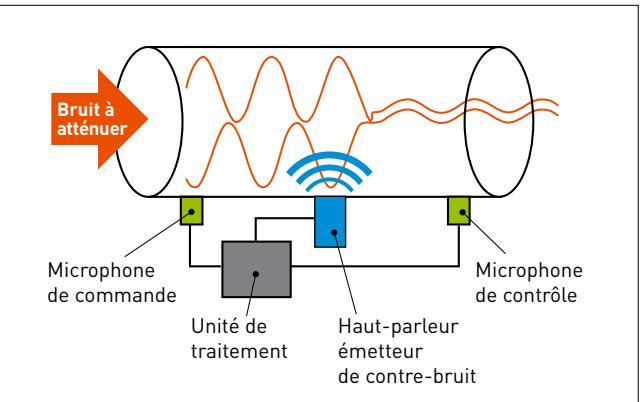 Bruit à
atténuer
Microphone
de commande
Unité de
traitement
Haut-parleur
émetteur
de contre-bruit
Microphone
de contrôle